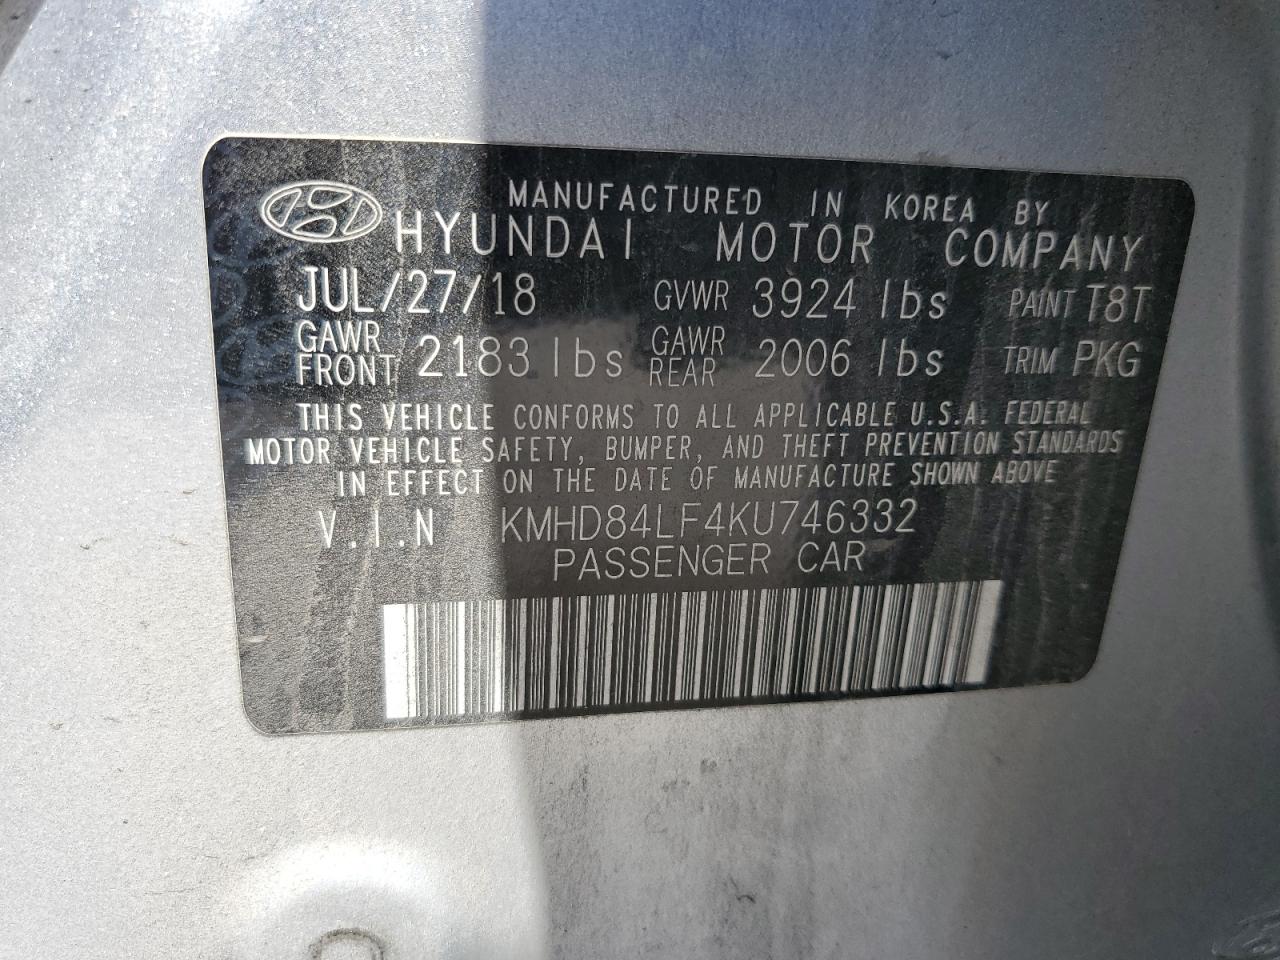 MANUFACTURED IN KOREA BY
HYUNDAI MOTOR COMPANY
JUL/27/18 GVWR 3924 lbs PAINT T8T
GAWR FRONT 2183 lbs GAWR REAR 2006 lbs TRIM PKG
THIS VEHICLE CONFORMS TO ALL APPLICABLE U.S.A. FEDERAL
MOTOR VEHICLE SAFETY, BUMPER, AND THEFT PREVENTION STANDARDS
IN EFFECT ON THE DATE OF MANUFACTURE SHOWN ABOVE
V.I.N KMHD84LF4KU746332
PASSENGER CAR